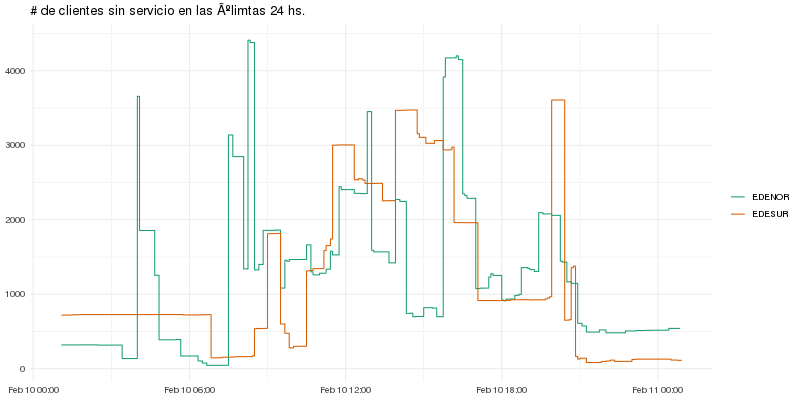 # de clientes sin servicio en las Ãºlimtas 24 hs.
4000
3000
2000
1000
0
Feb 10 00:00
Feb 10 06:00
Feb 10 12:00
Feb 10 18:00
Feb 11 00:00
EDENOR
EDESUR